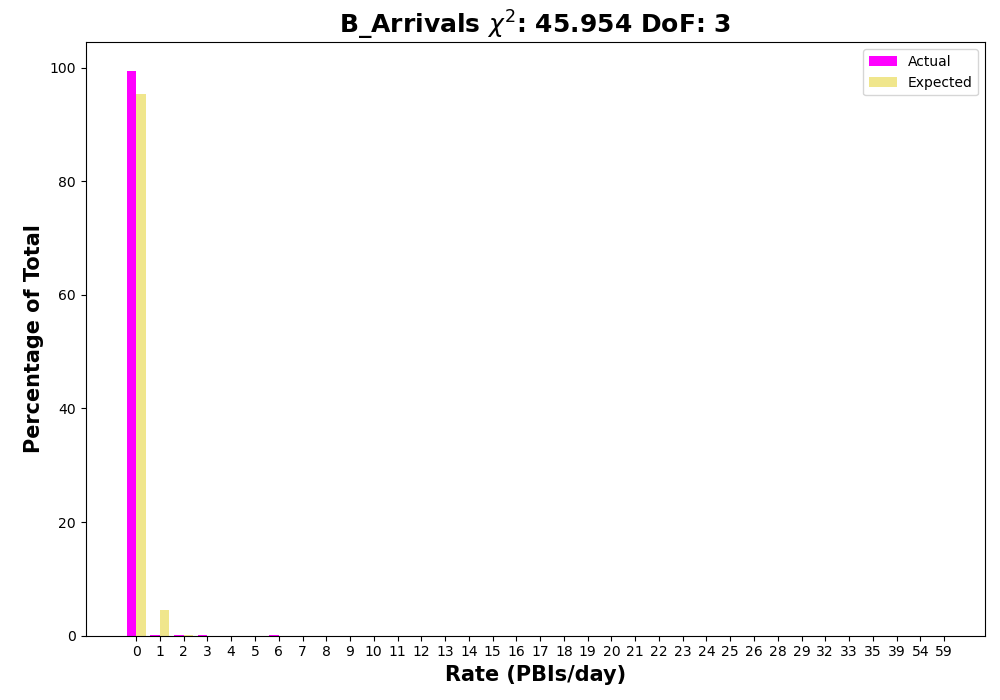 B_Arrivals χ²: 45.954 DoF: 3
Actual
Expected
Percentage of Total
100
80
60
40
20
0
0 1 2 3 4 5 6 7 8 9 10 11 12 13 14 15 16 17 18 19 20 21 22 23 24 25 26 28 29 32 33 35 39 54 59
Rate (PBIs/day)